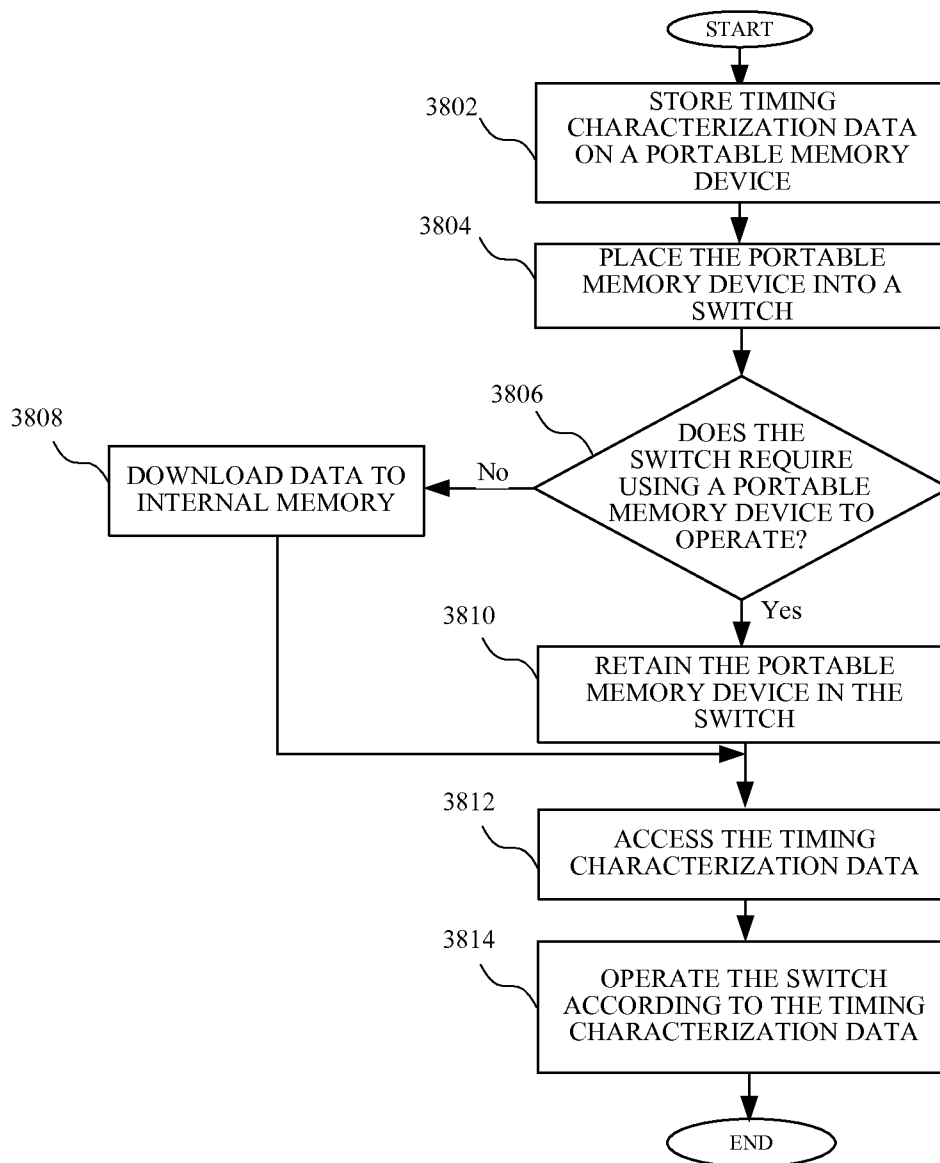 START
3802
STORE TIMING
CHARACTERIZATION DATA
ON A PORTABLE MEMORY
DEVICE
3804
PLACE THE PORTABLE
MEMORY DEVICE INTO A
SWITCH
3806
DOES THE
SWITCH REQUIRE
USING A PORTABLE
MEMORY DEVICE TO
OPERATE?
No
3808
DOWNLOAD DATA TO
INTERNAL MEMORY
Yes
3810
RETAIN THE PORTABLE
MEMORY DEVICE IN THE
SWITCH
3812
ACCESS THE TIMING
CHARACTERIZATION DATA
3814
OPERATE THE SWITCH
ACCORDING TO THE TIMING
CHARACTERIZATION DATA
END